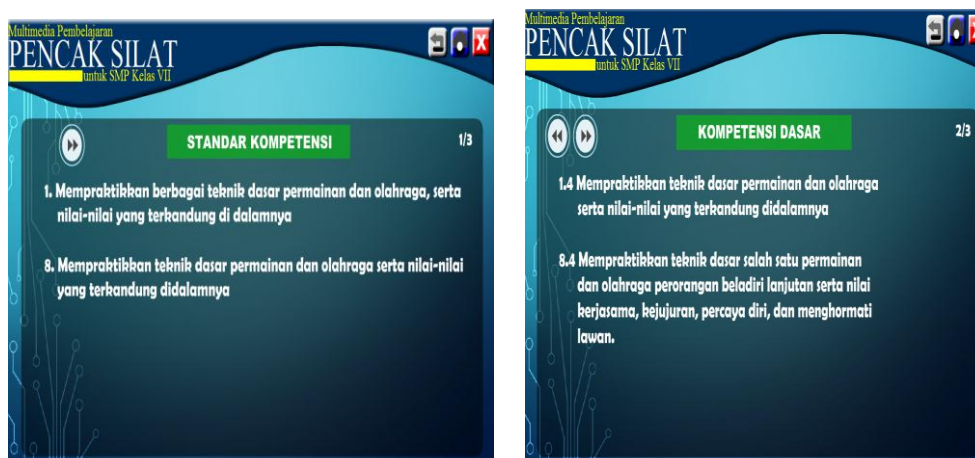 Multimedia Pembelajaran
PENCAK SILAT
untuk SMP Kelas VII
X
STANDAR KOMPETENSI
1/3
1. Mempraktikkan berbagai teknik dasar permainan dan olahraga, serta
nilai-nilai yang terkandung di dalamnya
8. Mempraktikkan teknik dasar permainan dan olahraga serta nilai-nilai
yang terkandung didalamnya
Multimedia Pembelajaran
PENCAK SILAT
untuk SMP Kelas VII
KOMPETENSI DASAR
2/3
1.4 Mempraktikkan teknik dasar permainan dan olahraga
serta nilai-nilai yang terkandung didalamnya
8.4 Mempraktikkan teknik dasar salah satu permainan
dan olahraga perorangan beladiri lanjutan serta nilai
kerjasama, kejujuran, percaya diri, dan menghormati
lawan.